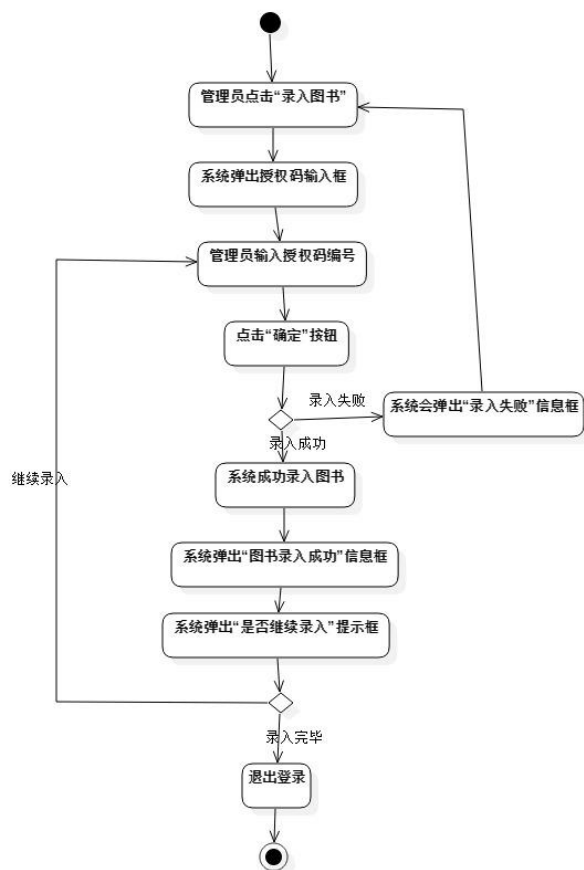 管理员点击“录入图书”
系统弹出授权码输入框
管理员输入授权码编号
点击“确定”按钮
录入失败
系统会弹出“录入失败”信息框
录入成功
系统成功录入图书
继续录入
系统弹出“图书录入成功”信息框
系统弹出“是否继续录入”提示框
录入完毕
退出登录